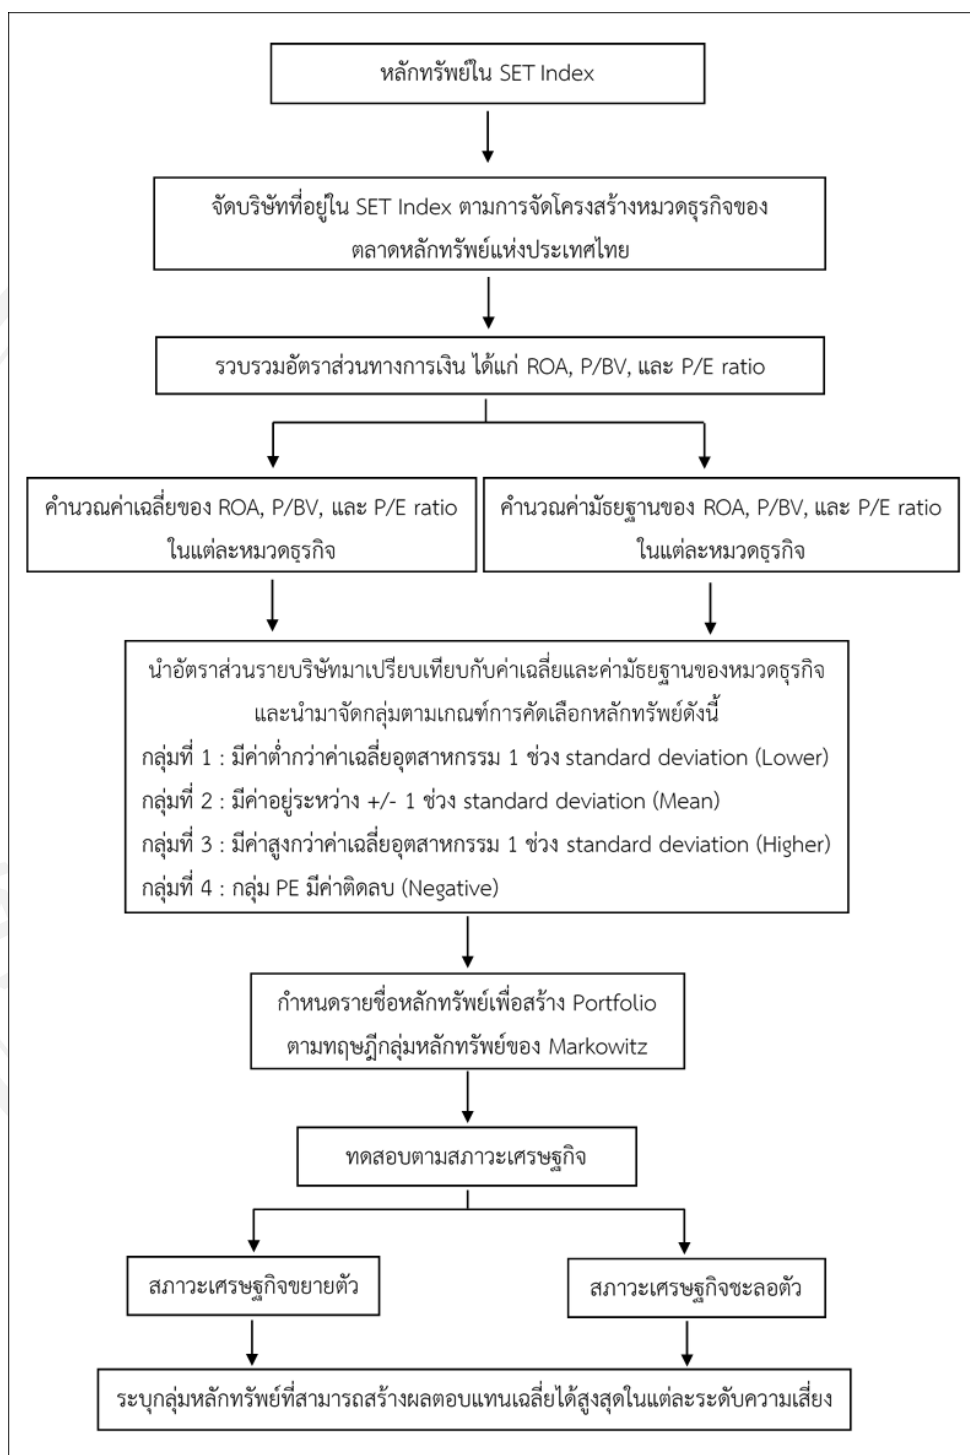 หลักทรัพย์ใน SET Index
จัดบริษัทที่อยู่ใน SET Index ตามการจัดโครงสร้างหมวดธุรกิจของ
ตลาดหลักทรัพย์แห่งประเทศไทย
รวบรวมอัตราส่วนทางการเงิน ได้แก่ ROA, P/BV, และ P/E ratio
คำนวณค่าเฉลี่ยของ ROA, P/BV, และ P/E ratio
ในแต่ละหมวดธุรกิจ
คำนวณค่ามัธยฐานของ ROA, P/BV, และ P/E ratio
ในแต่ละหมวดธุรกิจ
นำอัตราส่วนรายบริษัทมาเปรียบเทียบกับค่าเฉลี่ยและค่ามัธยฐานของหมวดธุรกิจ
และนำมาจัดกลุ่มตามเกณฑ์การคัดเลือกหลักทรัพย์ดังนี้
กลุ่มที่ 1 : มีค่าต่ำกว่าค่าเฉลี่ยอุตสาหกรรม 1 ช่วง standard deviation (Lower)
กลุ่มที่ 2 : มีค่าอยู่ระหว่าง +/- 1 ช่วง standard deviation (Mean)
กลุ่มที่ 3 : มีค่าสูงกว่าค่าเฉลี่ยอุตสาหกรรม 1 ช่วง standard deviation (Higher)
กลุ่มที่ 4 : กลุ่ม PE มีค่าติดลบ (Negative)
กำหนดรายชื่อหลักทรัพย์เพื่อสร้าง Portfolio
ตามทฤษฎีกลุ่มหลักทรัพย์ของ Markowitz
ทดสอบตามสภาวะเศรษฐกิจ
สภาวะเศรษฐกิจขยายตัว
สภาวะเศรษฐกิจชะลอตัว
ระบุกลุ่มหลักทรัพย์ที่สามารถสร้างผลตอบแทนเฉลี่ยได้สูงสุดในแต่ละระดับความเสี่ยง